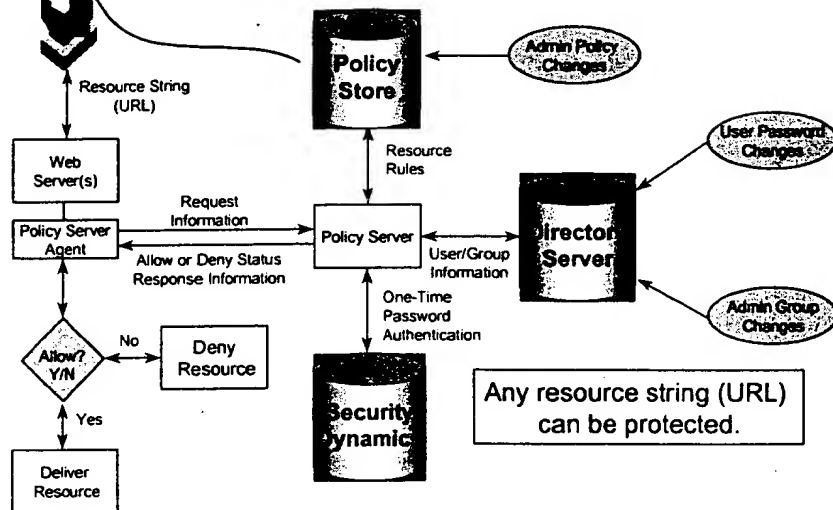 Policy
Store
Admin Policy
Changes
Resource String
(URL)
User Password
Changes
Resource
Rules
Web
Server(s)
Request
Information
Policy Server
Agent
Policy Server
Director
Server
Allow or Deny Status
Response Information
User/Group
Information
One-Time
Password
Authentication
Admin Group
Changes
Allow?
Y/N
No
Deny
Resource
Security
Dynamic
Any resource string (URL)
can be protected.
Yes
Deliver
Resource